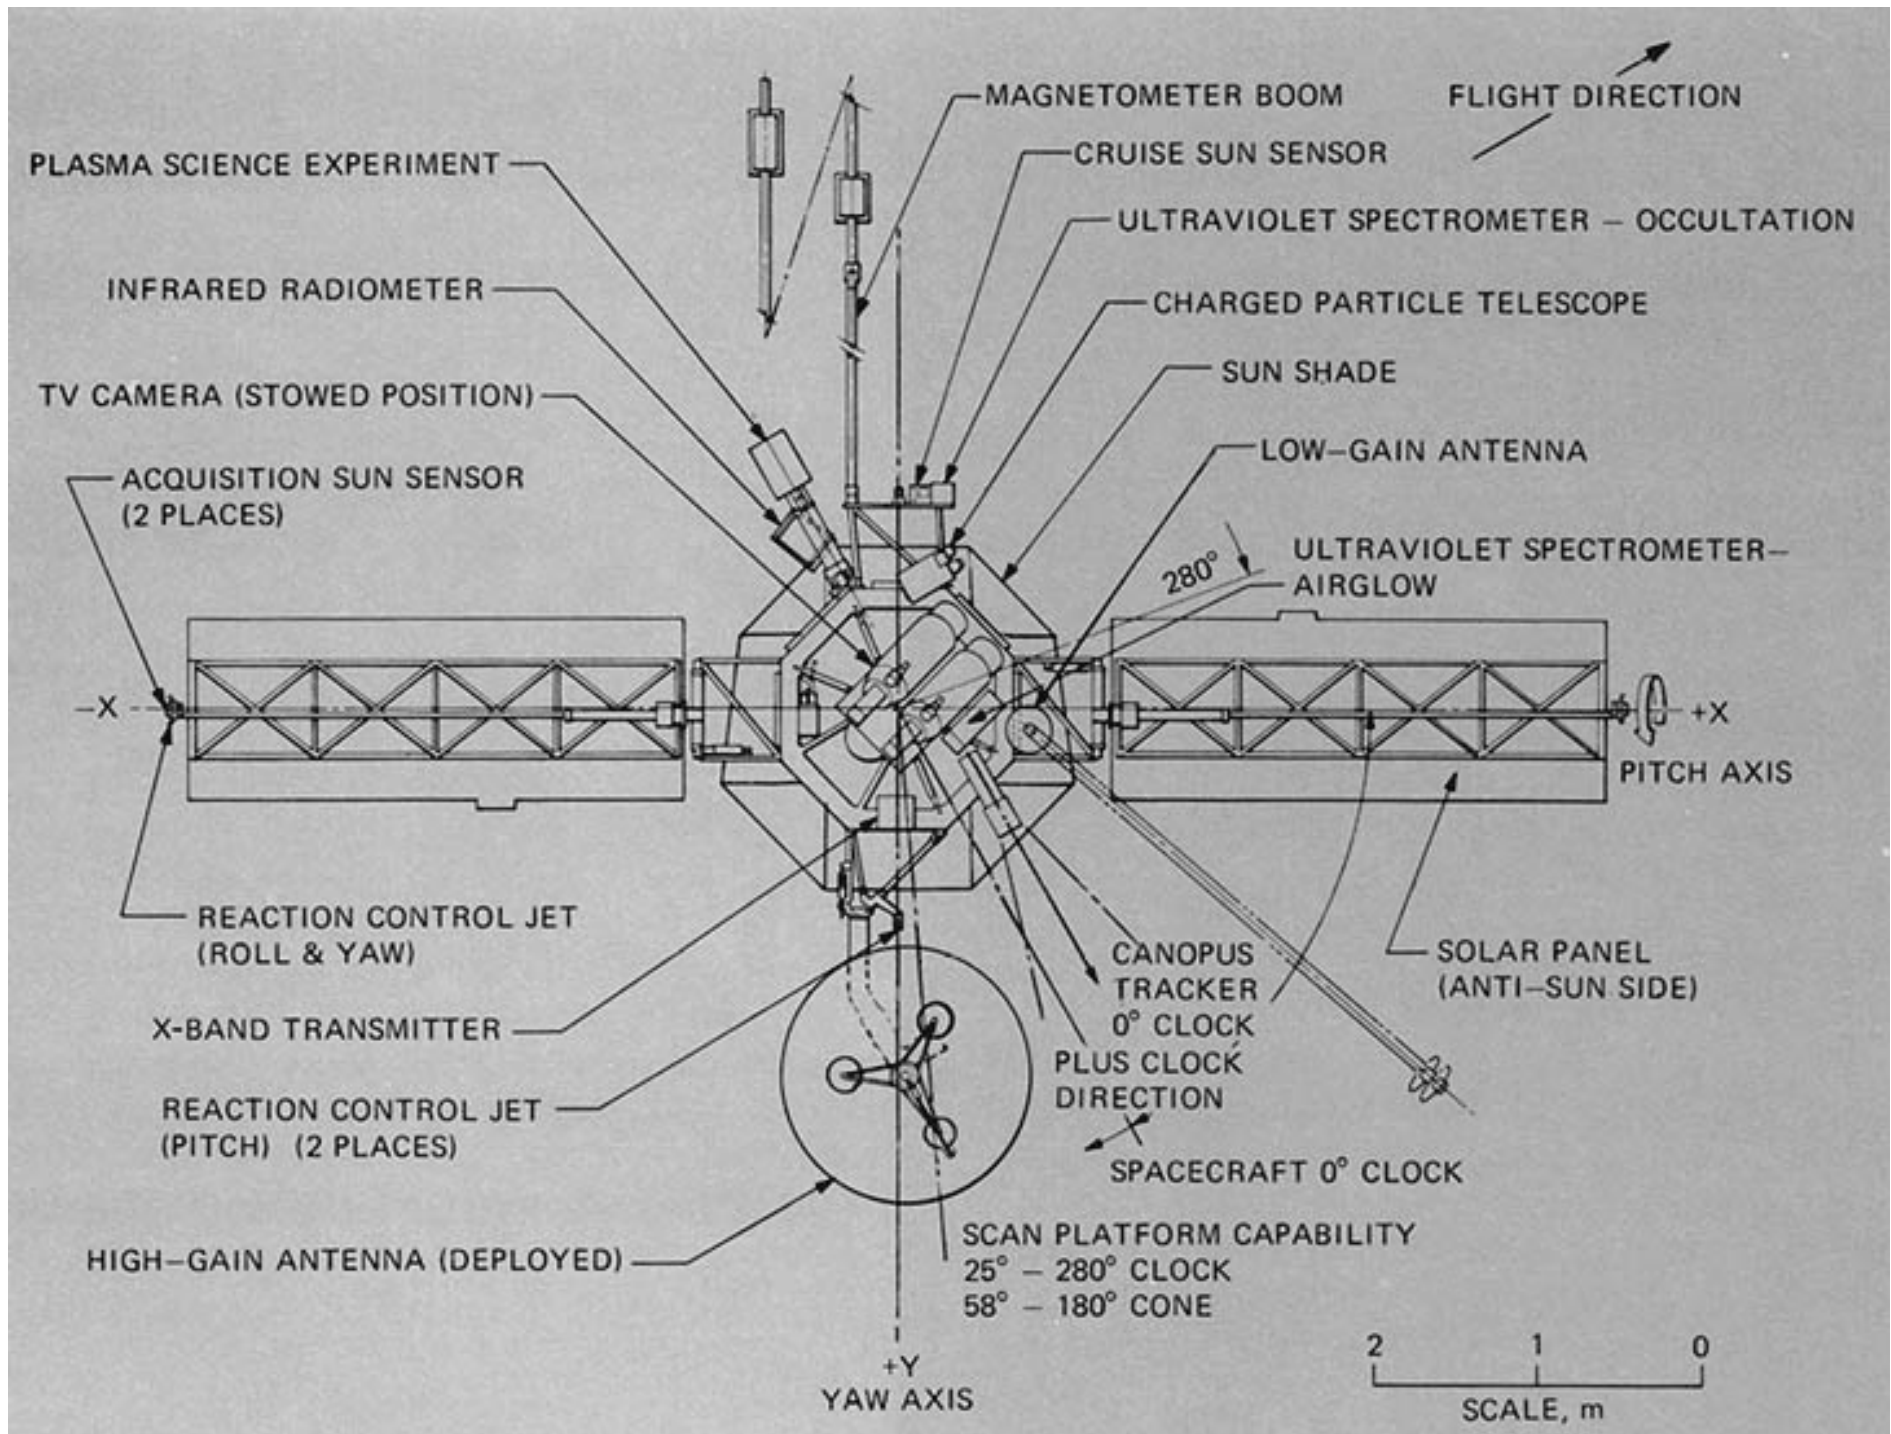 MAGNETOMETER BOOM
FLIGHT DIRECTION
CRUISE SUN SENSOR
PLASMA SCIENCE EXPERIMENT
ULTRAVIOLET SPECTROMETER – OCCULTATION
INFRARED RADIOMETER
CHARGED PARTICLE TELESCOPE
SUN SHADE
TV CAMERA (STOWED POSITION)
LOW–GAIN ANTENNA
ACQUISITION SUN SENSOR
(2 PLACES)
ULTRAVIOLET SPECTROMETER–
AIRGLOW
280°
–X
+X
PITCH AXIS
REACTION CONTROL JET
(ROLL & YAW)
CANOPUS
TRACKER
0° CLOCK
SOLAR PANEL
(ANTI–SUN SIDE)
X-BAND TRANSMITTER
PLUS CLOCK
DIRECTION
REACTION CONTROL JET
(PITCH) (2 PLACES)
SPACECRAFT 0° CLOCK
HIGH–GAIN ANTENNA (DEPLOYED)
SCAN PLATFORM CAPABILITY
25° – 280° CLOCK
58° – 180° CONE
+Y
YAW AXIS
2 1 0
SCALE, m